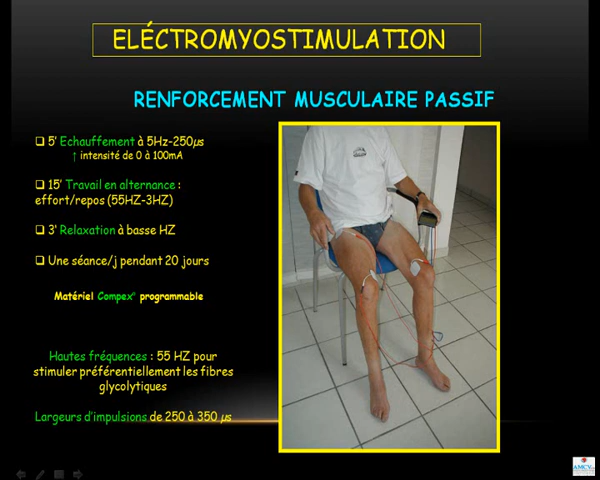 ELÉCTROMYOSTIMULATION
RENFORCEMENT MUSCULAIRE PASSIF
❑ 5' Echauffement à 5Hz-250µs
↑ intensité de 0 à 100mA
❑ 15' Travail en alternance :
effort/repos (55HZ-3HZ)
❑ 3' Relaxation à basse HZ
❑ Une séance/j pendant 20 jours
Matériel Compex° programmable
Hautes fréquences : 55 HZ pour
stimuler préférentiellement les fibres
glycolytiques
Largeurs d'impulsions de 250 à 350 µs
AMCV